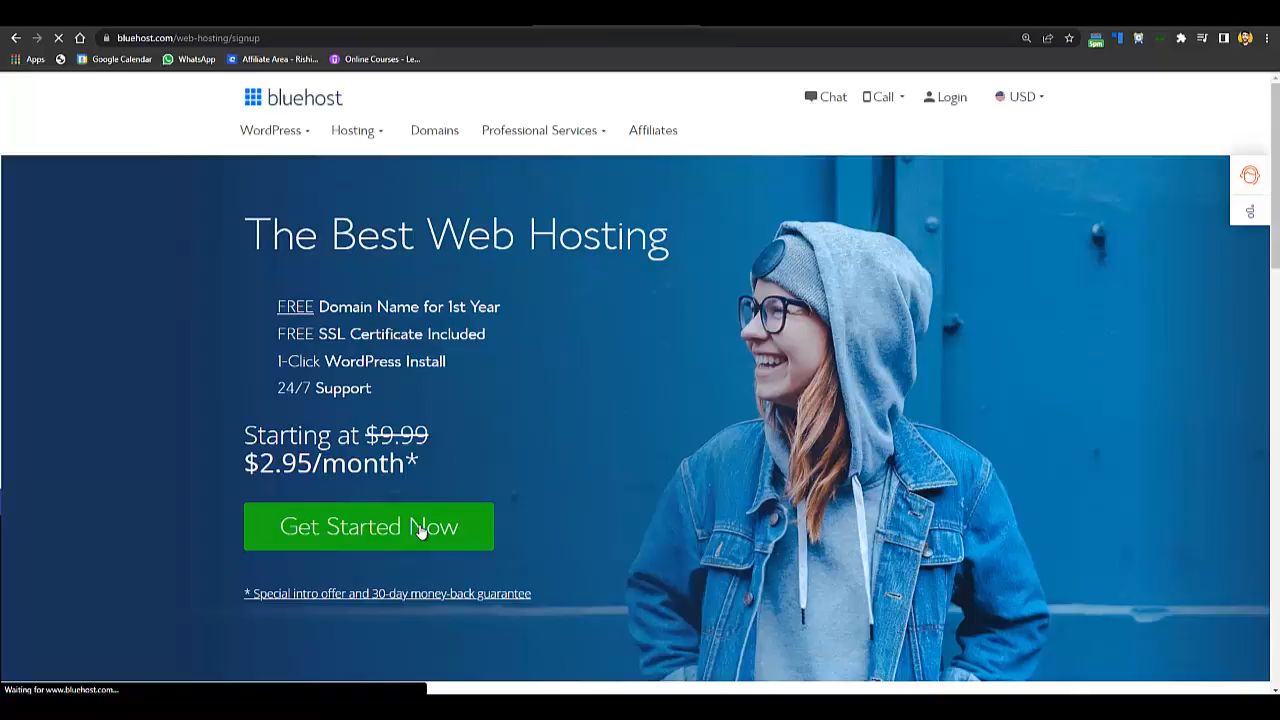 bluehost.com/web-hosting/signup
5pm
Apps
Google Calendar
WhatsApp
Affiliate Area - Rishi...
Online Courses - Le...
bluehost
Chat
Call
Login
USD
WordPress
Hosting
Domains
Professional Services
Affiliates
The Best Web Hosting
FREE Domain Name for 1st Year
FREE SSL Certificate Included
1-Click WordPress Install
24/7 Support
Starting at $9.99
$2.95/month*
Get Started Now
* Special intro offer and 30-day money-back guarantee
Waiting for www.bluehost.com...